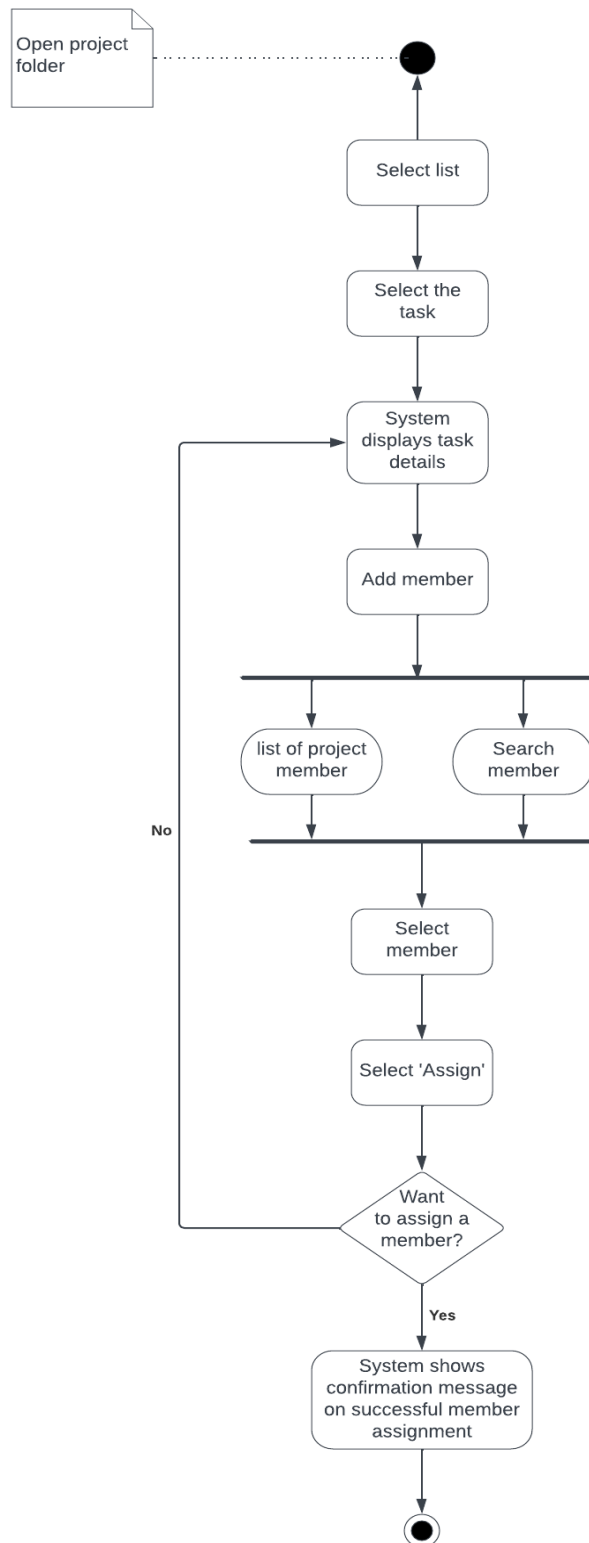 Open project
folder
Select list
Select the
task
System
displays task
details
Add member
list of project
member
Search
member
No
Select
member
Select 'Assign'
Want
to assign a
member?
Yes
System shows
confirmation message
on successful member
assignment